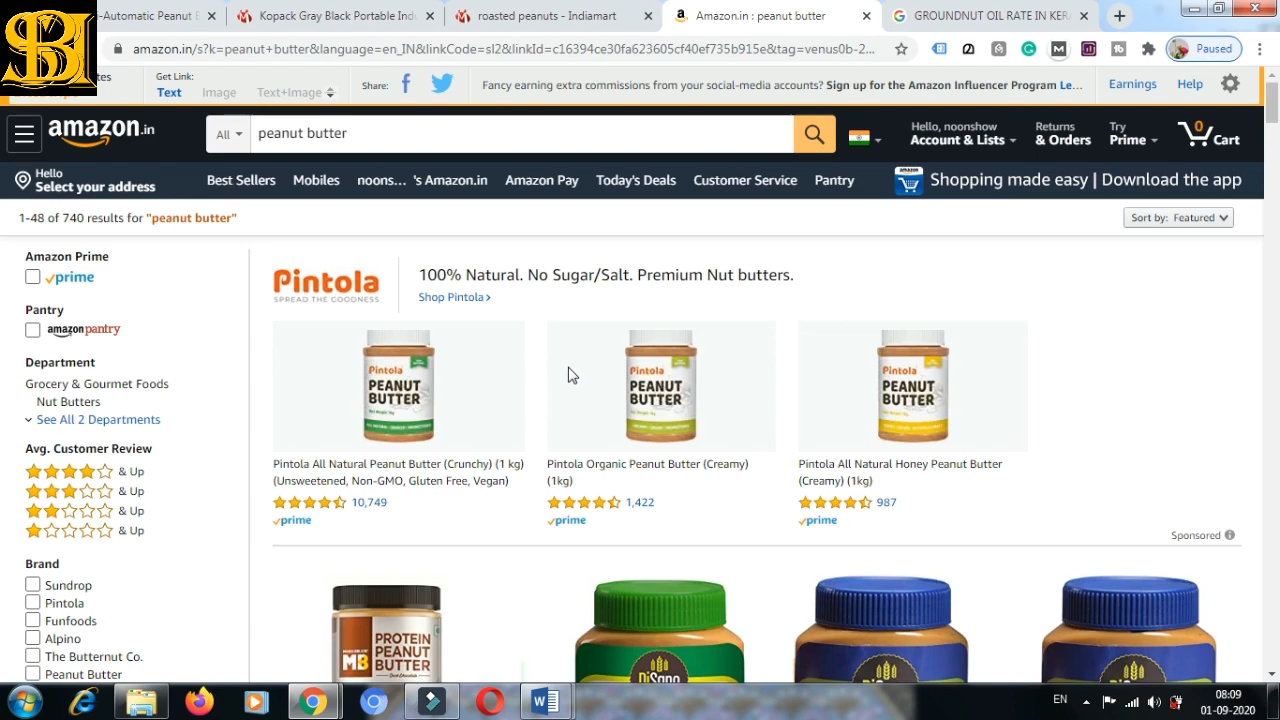 -Automatic Peanut B
Kopack Gray Black Portable Indu
roasted peanuts - Indiamart
Amazon.in : peanut butter
GROUNDNUT OIL RATE IN KERA
SBI
amazon.in/s?k=peanut+butter&language=en_IN&linkCode=sl2&linkId=c16394ce30fa623605cf40ef735b915e&tag=venus0b-2...
Paused
Get Link:
Text Image Text+Image
Share:
Fancy earning extra commissions from your social-media accounts? Sign up for the Amazon Influencer Program Le...
Earnings
Help
amazon.in
All
peanut butter
Hello, noonshow
Account & Lists
Returns
& Orders
Try
Prime
0
Cart
Hello
Select your address
Best Sellers
Mobiles
noons... 's Amazon.in
Amazon Pay
Today's Deals
Customer Service
Pantry
Shopping made easy | Download the app
1-48 of 740 results for "peanut butter"
Sort by: Featured
Amazon Prime
prime
Pantry
amazonpantry
Department
Grocery & Gourmet Foods
Nut Butters
See All 2 Departments
Avg. Customer Review
& Up
& Up
& Up
& Up
Brand
Sundrop
Pintola
Funfoods
Alpino
The Butternut Co.
Peanut Butter
Pintola
SPREAD THE GOODNESS
100% Natural. No Sugar/Salt. Premium Nut butters.
Shop Pintola
Pintola
PEANUT
BUTTER
Pintola
PEANUT
BUTTER
Pintola
PEANUT
BUTTER
Pintola All Natural Peanut Butter (Crunchy) (1 kg)
(Unsweetened, Non-GMO, Gluten Free, Vegan)
10,749
prime
Pintola Organic Peanut Butter (Creamy)
(1kg)
1,422
prime
Pintola All Natural Honey Peanut Butter
(Creamy) (1kg)
987
prime
Sponsored
MB
PROTEIN
PEANUT
BUTTER
DiSano
EN
08:09
01-09-2020